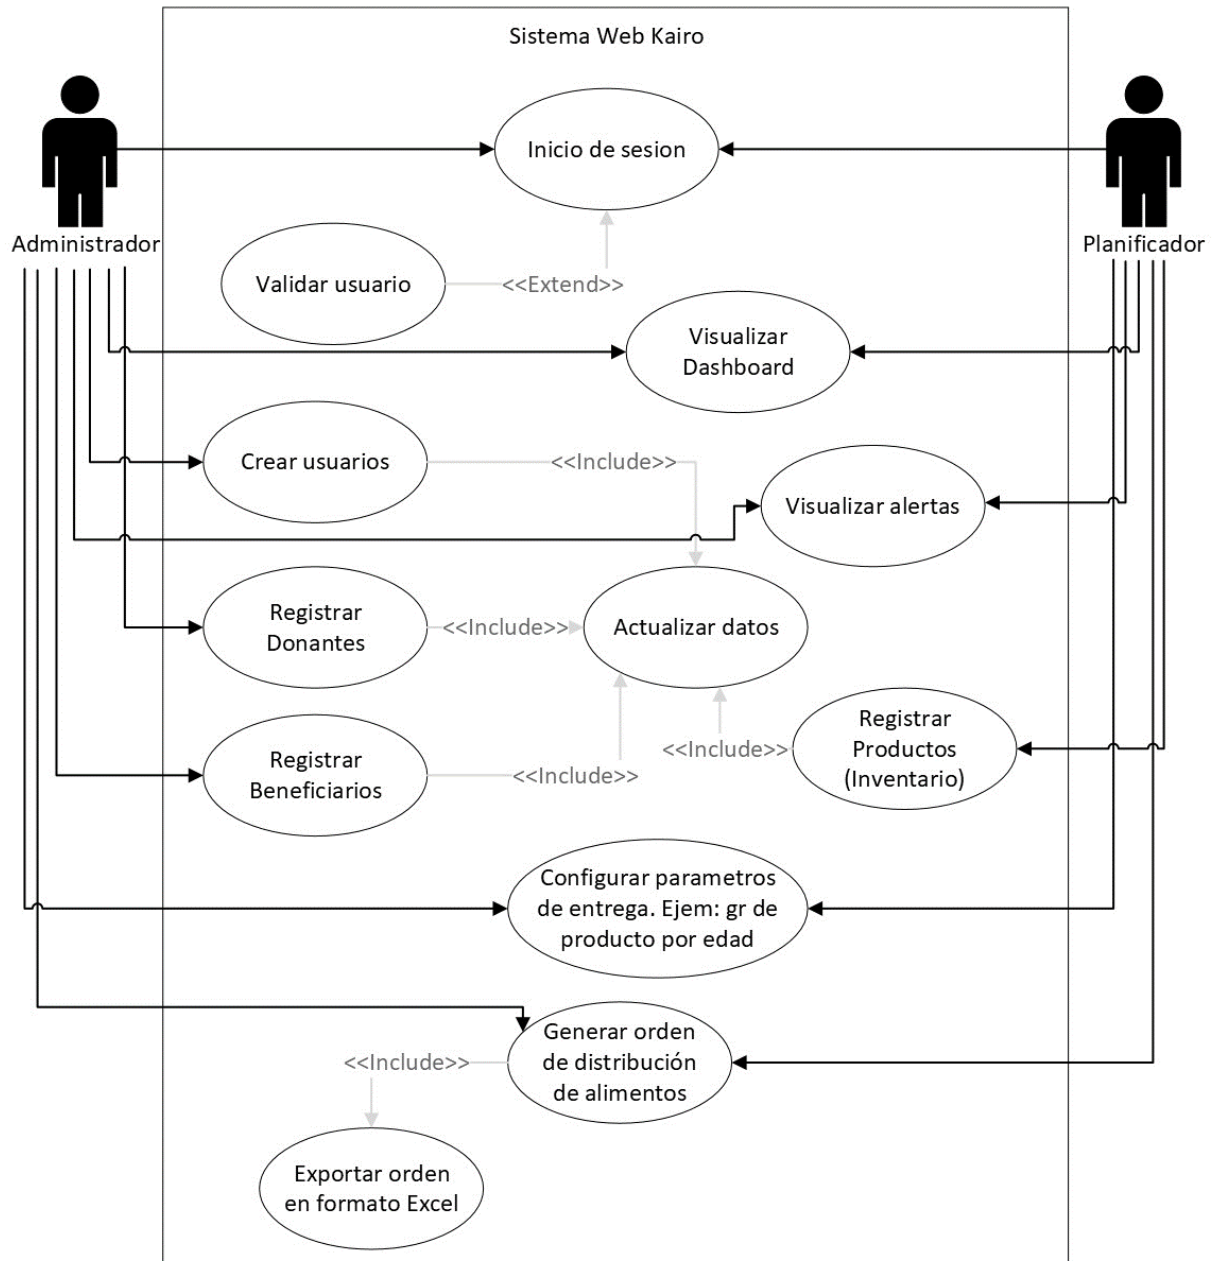 Sistema Web Kairo
Inicio de sesion
Administrador
Planificador
Validar usuario
<<Extend>>
Visualizar
Dashboard
Crear usuarios
<<Include>>
Visualizar alertas
Registrar
Donantes
<<Include>>
Actualizar datos
Registrar
Beneficiarios
<<Include>>
<<Include>>
Registrar
Productos
(Inventario)
Configurar parametros
de entrega. Ejem: gr de
producto por edad
Generar orden
de distribución
de alimentos
<<Include>>
Exportar orden
en formato Excel